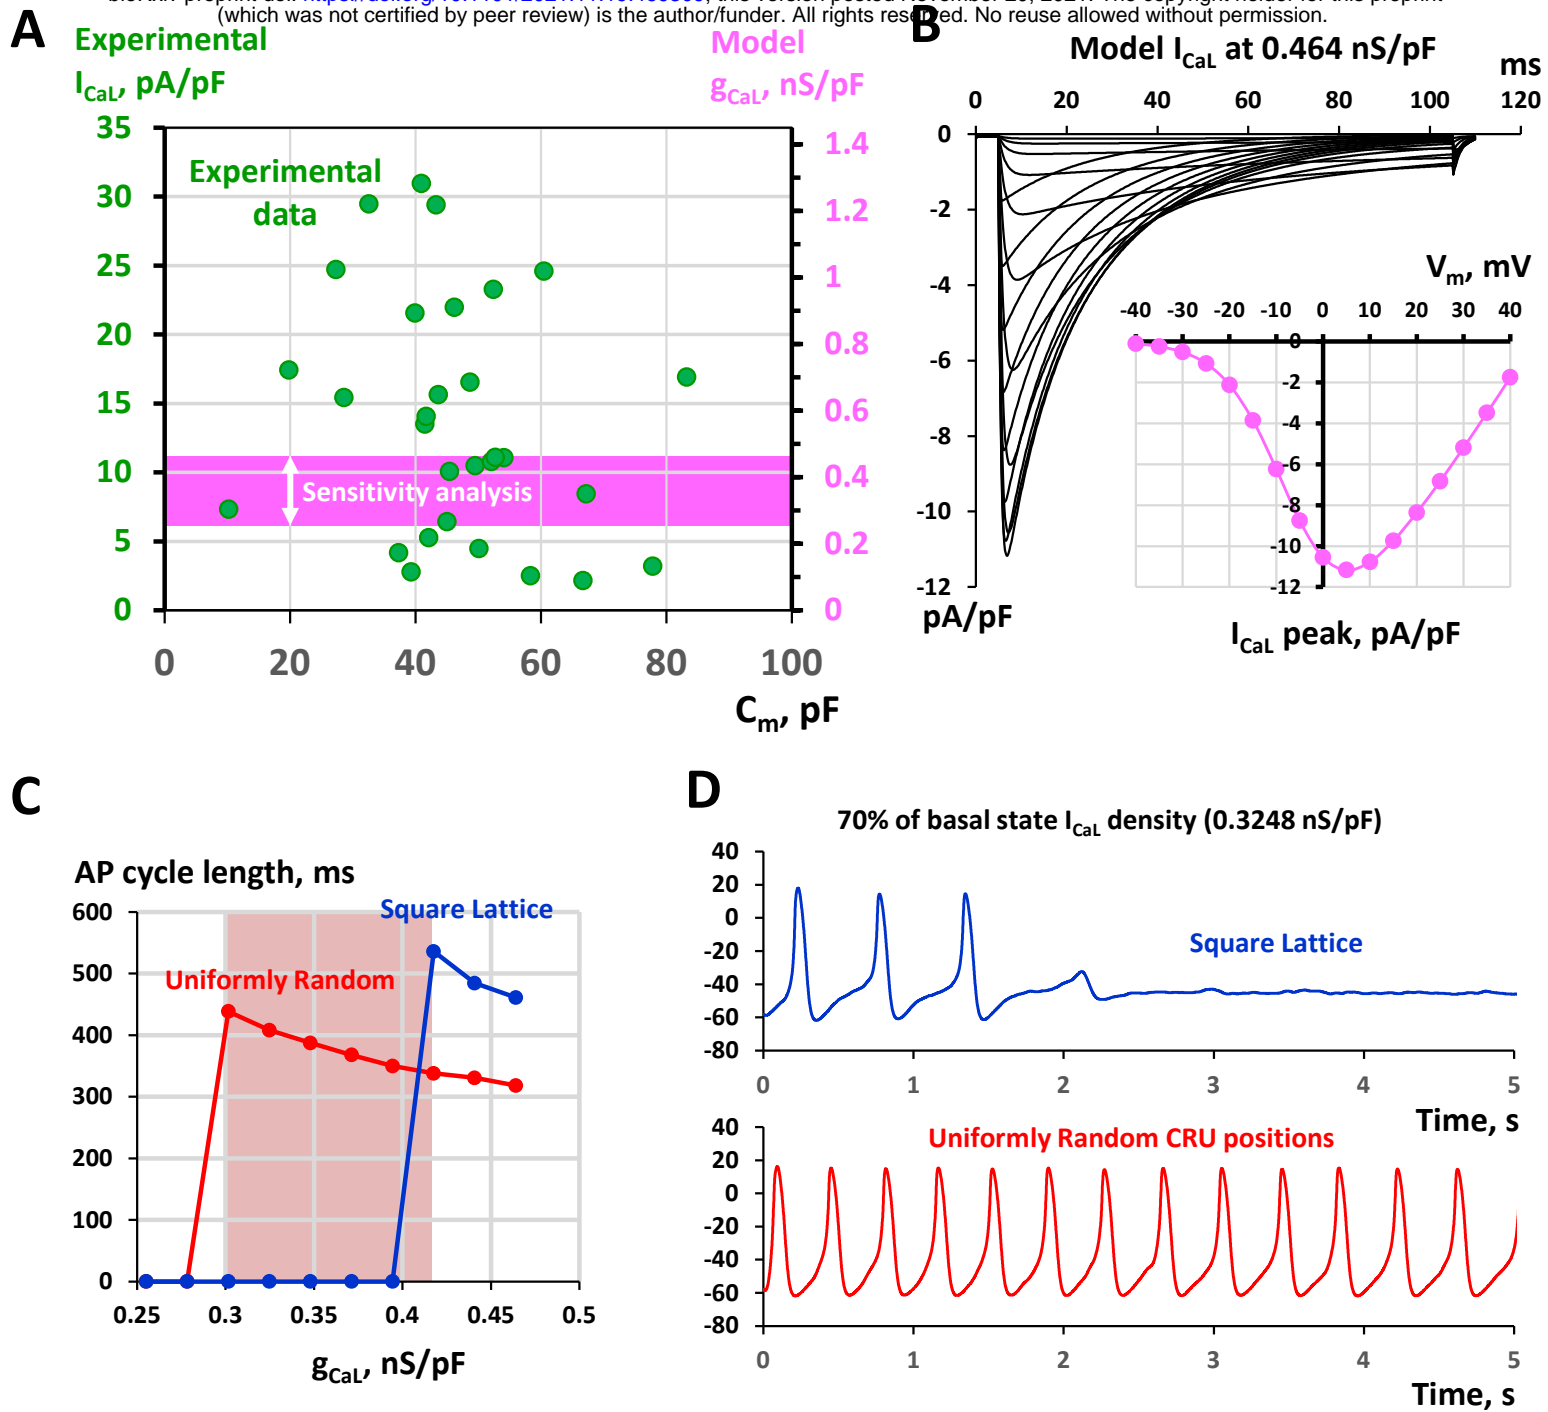 (which was not certified by peer review) is the author/funder. All rights reserved. No reuse allowed without permission.
A
Experimental
I_CaL, pA/pF
Model
g_CaL, nS/pF
35
30
25
20
15
10
5
0
1.4
1.2
1
0.8
0.6
0.4
0.2
0
Experimental
data
Sensitivity analysis
0 20 40 60 80 100
C_m, pF
B
Model I_CaL at 0.464 nS/pF
ms
0 20 40 60 80 100 120
0
-2
-4
-6
-8
-10
-12
pA/pF
V_m, mV
-40 -30 -20 -10 0 10 20 30 40
0
-2
-4
-6
-8
-10
-12
I_CaL peak, pA/pF
C
AP cycle length, ms
600
500
400
300
200
100
0
Square Lattice
Uniformly Random
0.25 0.3 0.35 0.4 0.45 0.5
g_CaL, nS/pF
D
70% of basal state I_CaL density (0.3248 nS/pF)
40
20
0
-20
-40
-60
-80
Square Lattice
0 1 2 3 4 5
Time, s
40
20
0
-20
-40
-60
-80
Uniformly Random CRU positions
0 1 2 3 4 5
Time, s